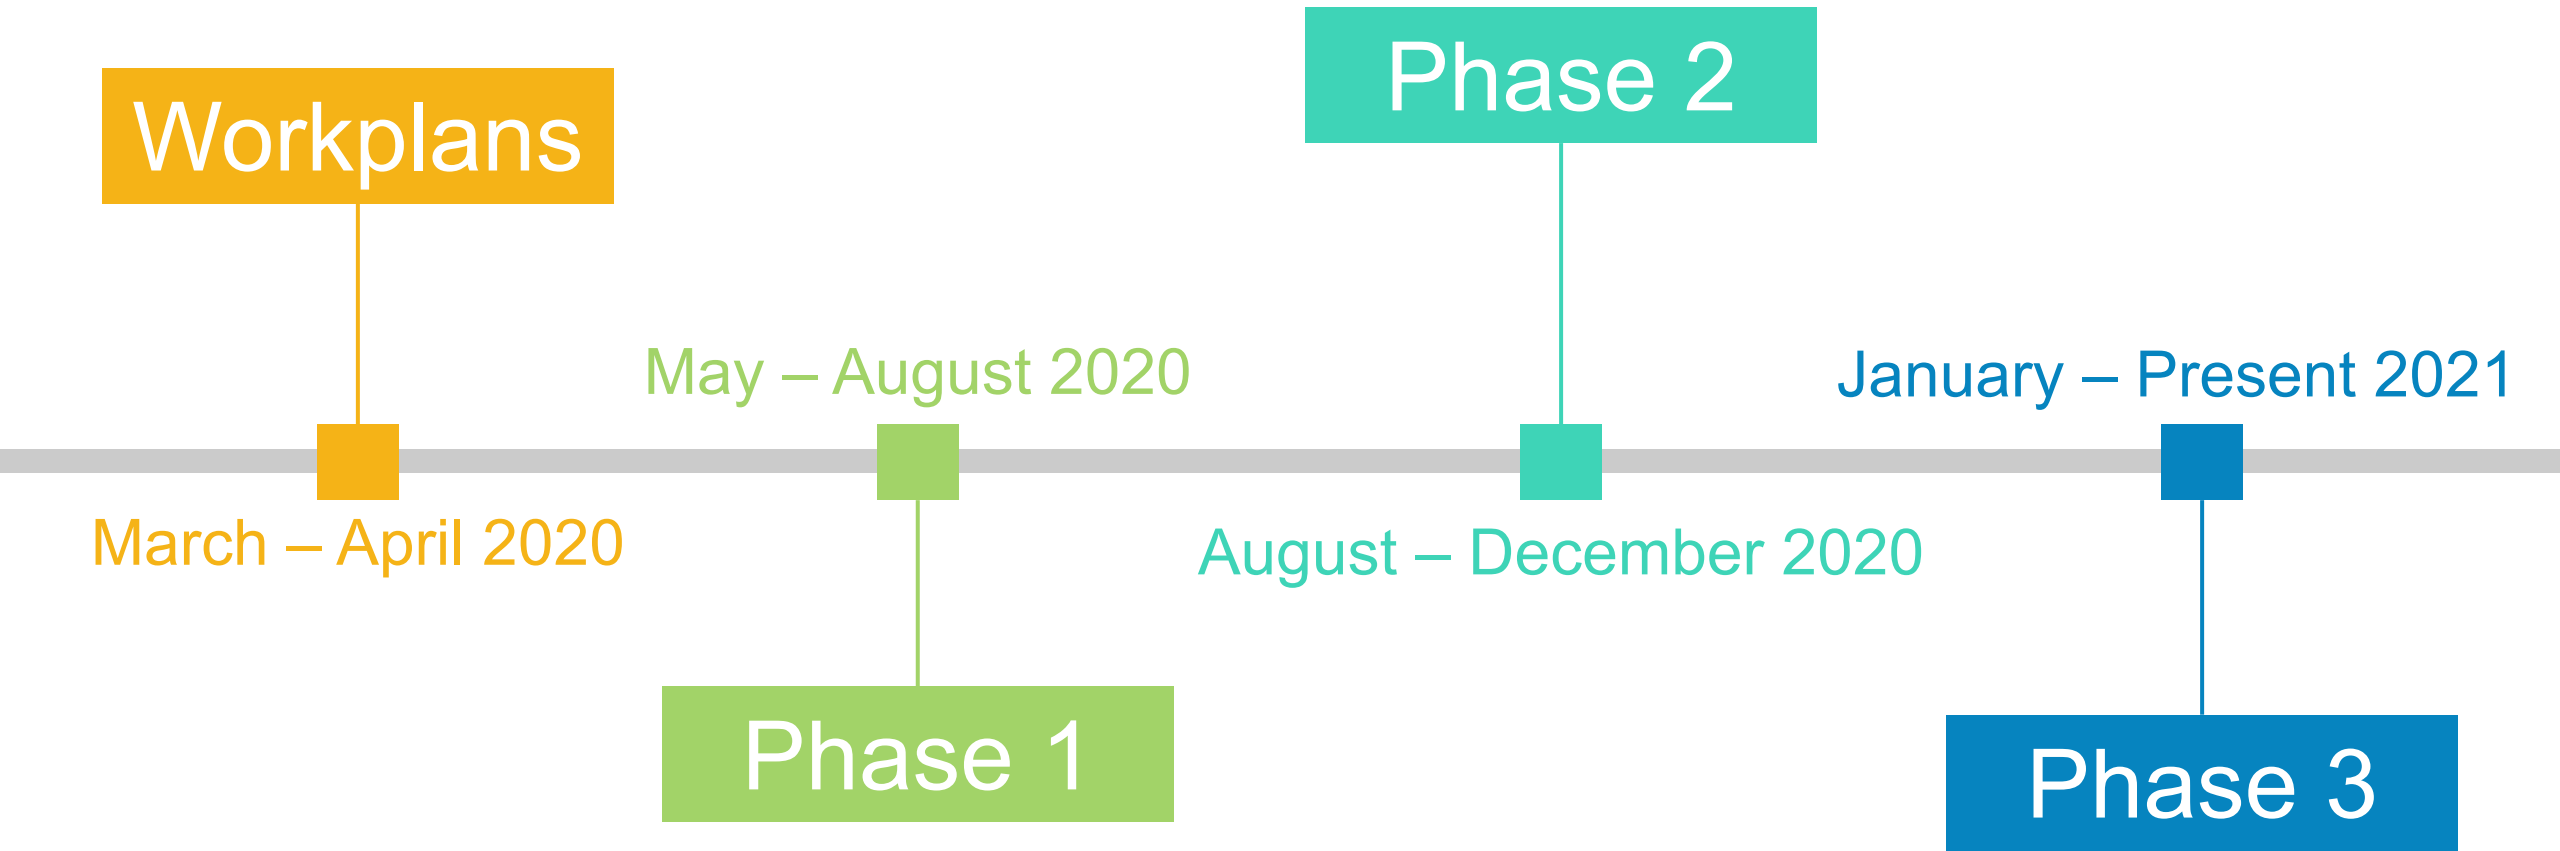 Workplans
March – April 2020
May – August 2020
Phase 1
Phase 2
August – December 2020
January – Present 2021
Phase 3